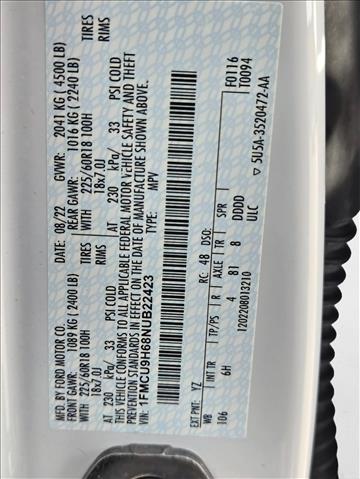 MFD. BY FORD MOTOR CO.
DATE: 08/22 GVWR: 2041 KG ( 4500 LB)
FRONT GAWR: 1089 KG (2400 LB) REAR GAWR: 1016 KG ( 2240 LB)
WITH 225/60R18 100H TIRES WITH 225/60R18 100H TIRES
18x7.0J RIMS 18x7.0J RIMS
AT 230 kPa/ 33 PSI COLD AT 230 kPa/ 33 PSI COLD
THIS VEHICLE CONFORMS TO ALL APPLICABLE FEDERAL MOTOR VEHICLE SAFETY AND THEFT
PREVENTION STANDARDS IN EFFECT ON THE DATE OF MANUFACTURE SHOWN ABOVE.
VIN: 1FMCU9H68NUB22423
TYPE: MPV
F0116
T0094
EXT PNT: YZ RC: 48 DSO:
WB INT TR TP/PS R AXLE TR SPR
106 6H 4 81 8 DDDD
ULC
1202208013210
▽ 5U5A-3520472-AA